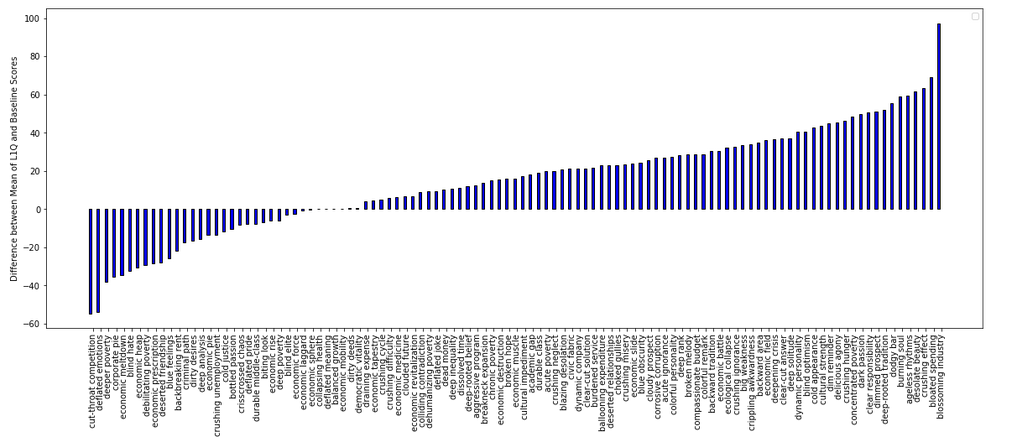 100
80
60
40
20
0
−20
−40
−60
Difference between Mean of L1Q and Baseline Scores
cut-throat competition
deflated emotions
deeper poverty
corporate pie
economic meltdown
blind hate
economic heap
debilitating poverty
economic prescription
deserted friendship
blue feelings
backbreaking rent
criminal path
dirty desires
deep analysis
economic pie
crushing unemployment
cold justice
bottled passion
crisscrossed chaos
deflated pride
durable middle-class
biting look
economic rise
deep poverty
blind elite
economic force
economic laggard
economic sphere
collapsing health
deflated meaning
balance growth
economic mobility
dirty deeds
democratic vitality
draining expense
economic tapestry
crushing cycle
crushing difficulty
economic medicine
clouded future
economic revitalization
colliding contradiction
dehumanizing poverty
deflated joke
dead money
deep inequality
dissolved time
deep-rooted belief
aggressive program
breakneck expansion
chronic poverty
economic destruction
broken hope
economic muscle
cultural impediment
academic gap
durable class
acute poverty
crushing neglect
blazing desolation
civic fabric
dynamic company
clear-cut solution
burdened service
ballooning expenditure
deserted relationships
cloaked guilt
crushing misery
economic slide
blue obscurity
cloudy prospect
corrosive corruption
acute ignorance
colorful personality
deep rank
broken melody
compassionate budget
colored remark
backward tradition
economic battle
ecological collapse
crushing ignorance
big weakness
crippling awkwardness
backward area
economic field
deepening crisis
clear-cut answer
deep solitude
dynamic personality
blind optimism
cold appearance
cultural strength
dim candor
delicious agony
crushing hunger
concentrated power
dark passion
clear responsibility
dimmed prospect
deep-rooted tradition
dodgy bar
burning soul
ageless rhythms
desolate beauty
crushing effort
bloated spending
blossoming industry